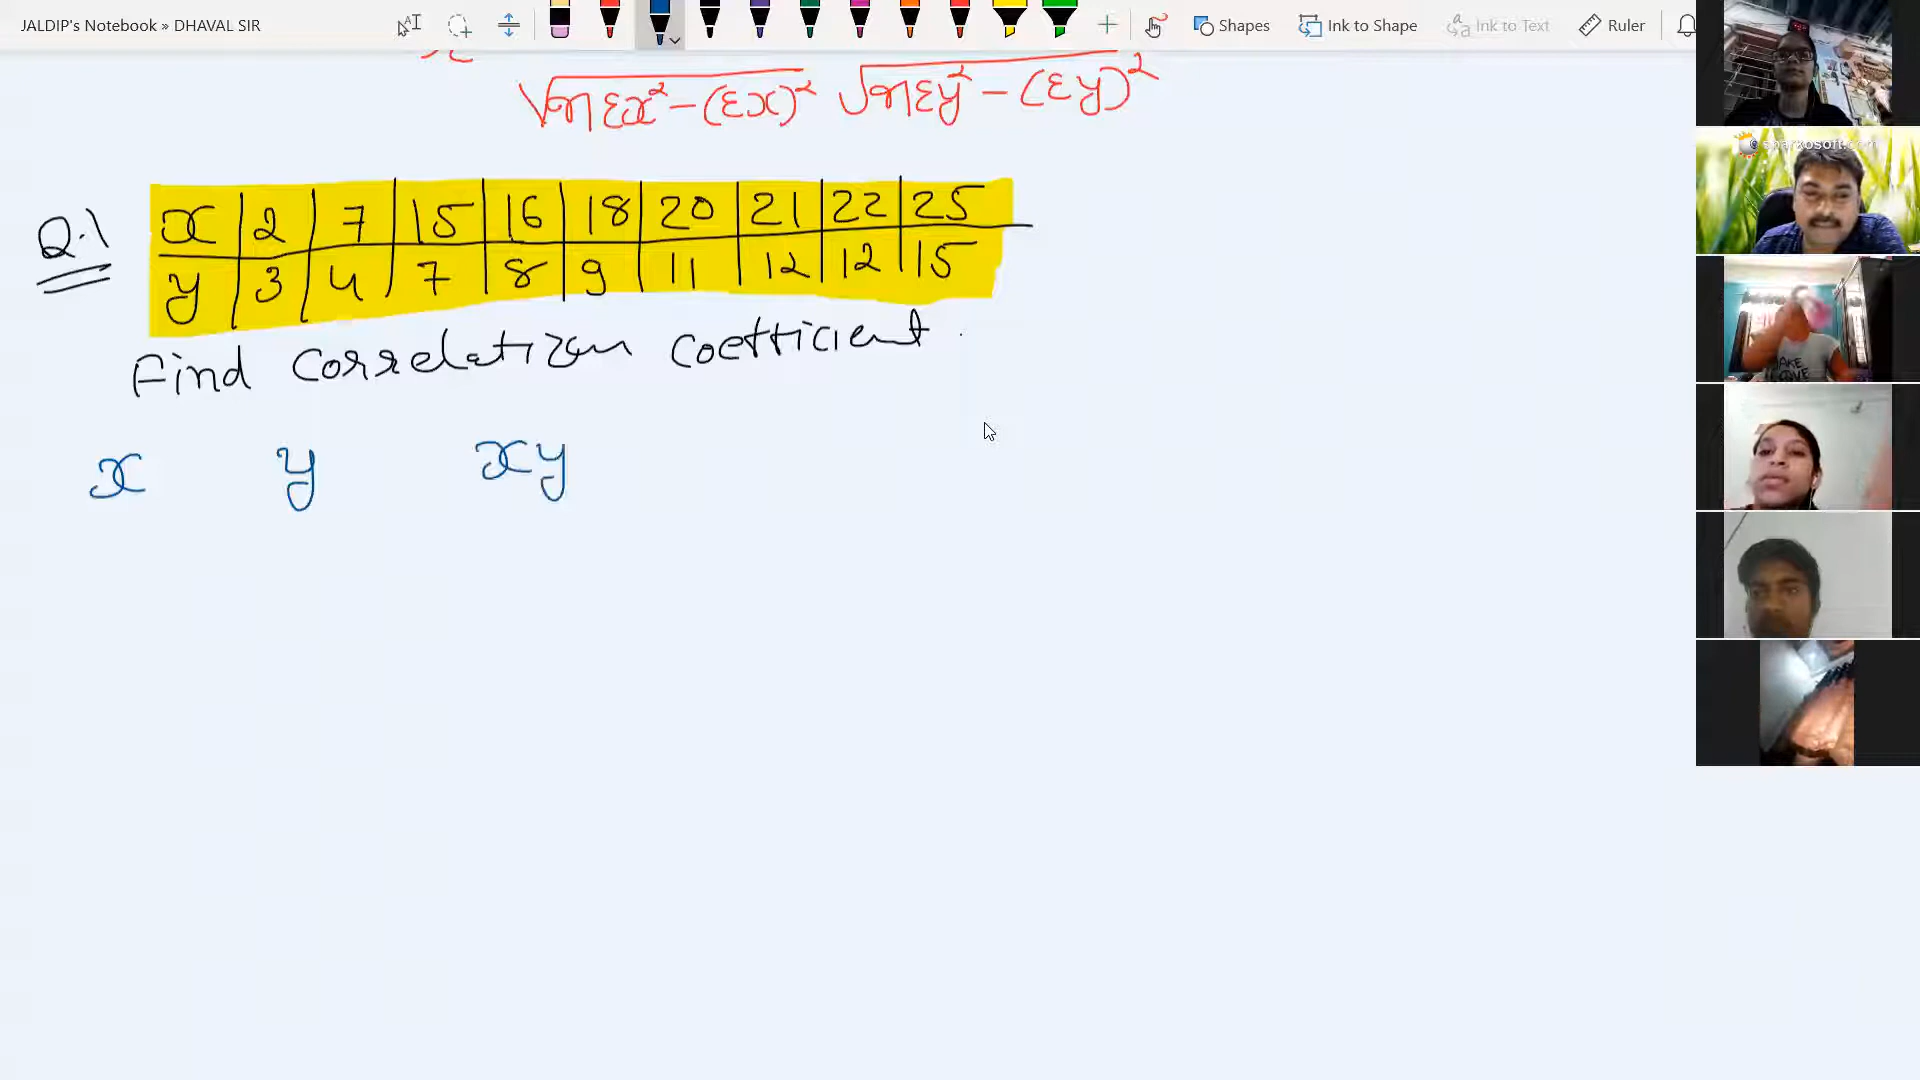 JALDIP's Notebook » DHAVAL SIR
Shapes Ink to Shape Ink to Text Ruler
√nΣx² - (Σx)² √nΣy² - (Σy)²
Q.1
x 2 7 15 16 18 20 21 22 25
y 3 4 7 8 9 11 12 12 15
Find correlation coefficient.
x y xy